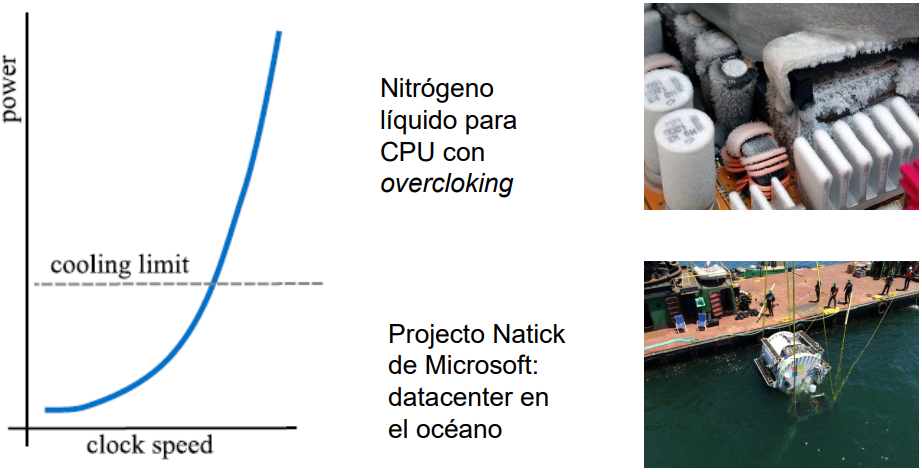 power
cooling limit
clock speed
Nitrógeno
líquido para
CPU con
overcloking
Projecto Natick
de Microsoft:
datacenter en
el océano